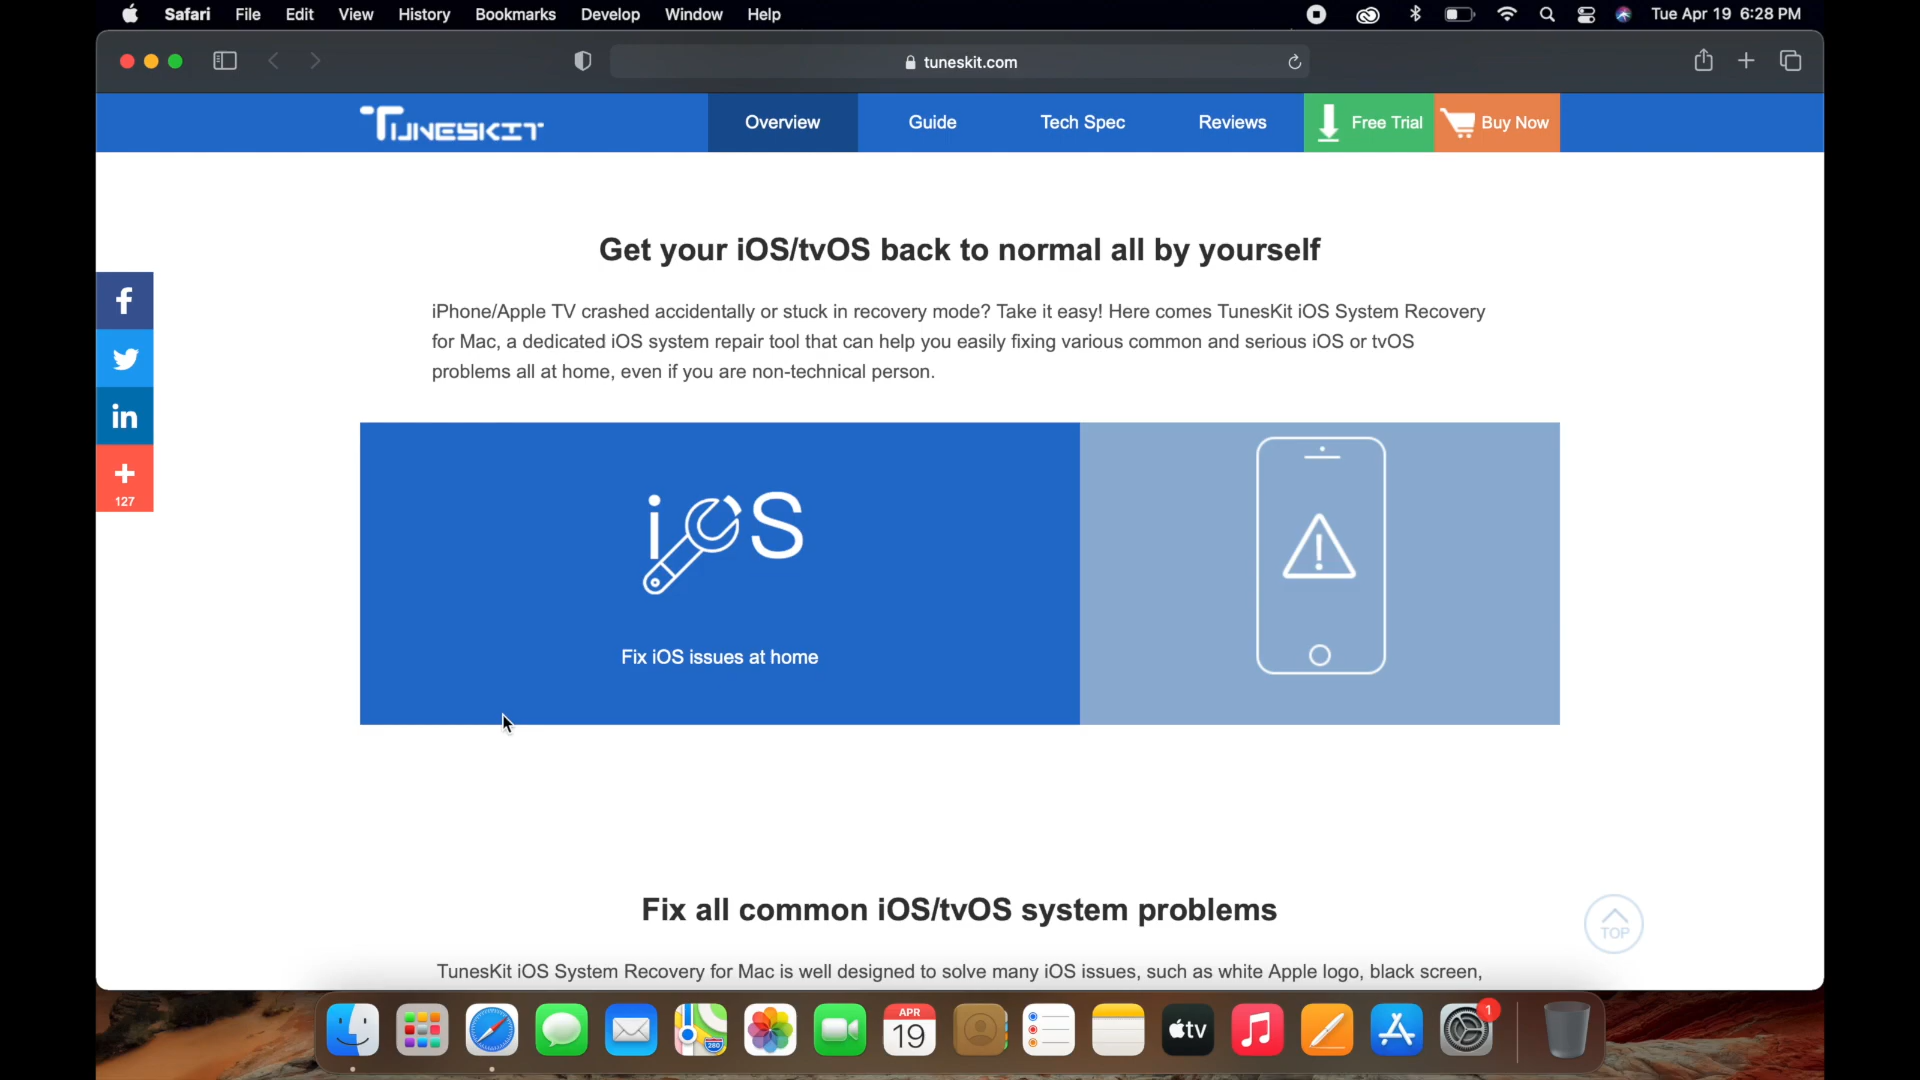 Safari File Edit View History Bookmarks Develop Window Help Tue Apr 19 6:28 PM
tuneskit.com
TUNESKIT Overview Guide Tech Spec Reviews Free Trial Buy Now
Get your iOS/tvOS back to normal all by yourself
iPhone/Apple TV crashed accidentally or stuck in recovery mode? Take it easy! Here comes TunesKit iOS System Recovery
for Mac, a dedicated iOS system repair tool that can help you easily fixing various common and serious iOS or tvOS
problems all at home, even if you are non-technical person.
f
in
+
127
iOS
Fix iOS issues at home
Fix all common iOS/tvOS system problems
TOP
TunesKit iOS System Recovery for Mac is well designed to solve many iOS issues, such as white Apple logo, black screen,
APR
19
280
tv
1